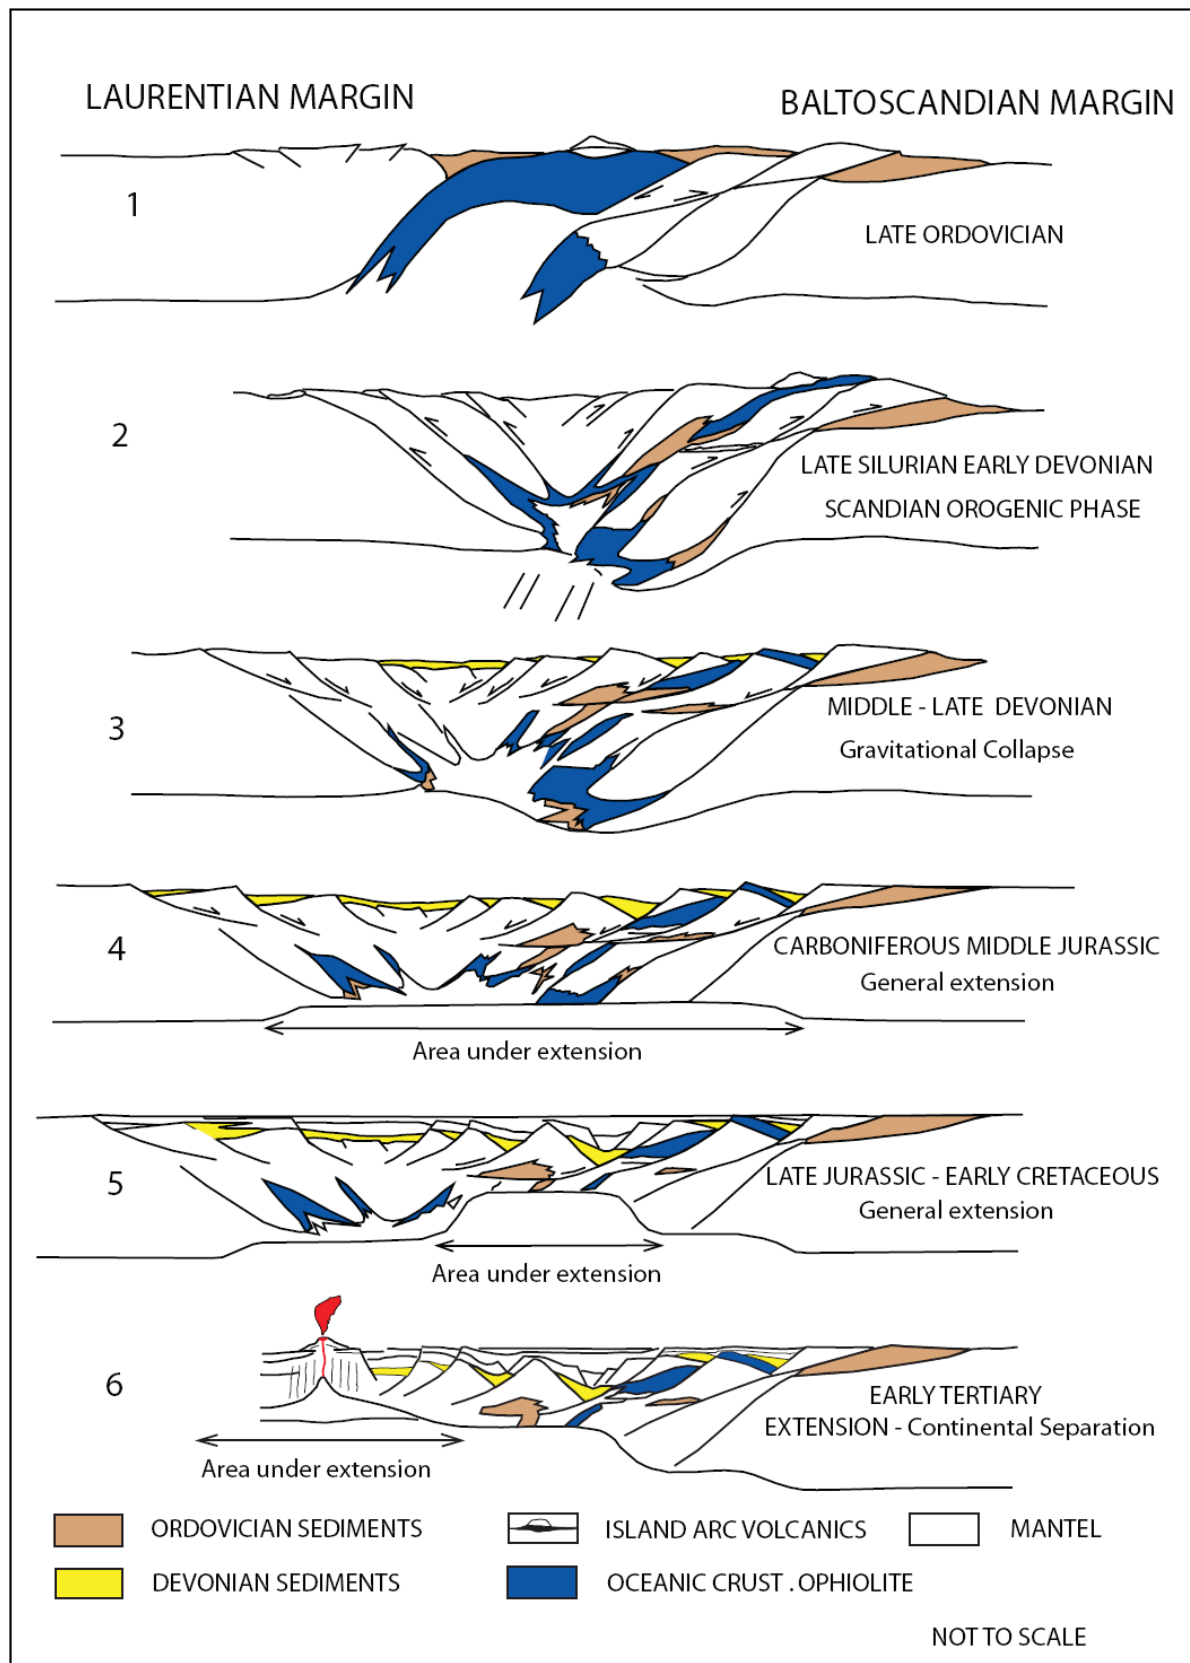 LAURENTIAN MARGIN
BALTOSCANDIAN MARGIN
1
LATE ORDOVICIAN
2
LATE SILURIAN EARLY DEVONIAN
SCANDIAN OROGENIC PHASE
3
MIDDLE - LATE DEVONIAN
Gravitational Collapse
4
CARBONIFEROUS MIDDLE JURASSIC
General extension
Area under extension
5
LATE JURASSIC - EARLY CRETACEOUS
General extension
Area under extension
6
EARLY TERTIARY
EXTENSION - Continental Separation
Area under extension
ORDOVICIAN SEDIMENTS
ISLAND ARC VOLCANICS
MANTEL
DEVONIAN SEDIMENTS
OCEANIC CRUST . OPHIOLITE
NOT TO SCALE